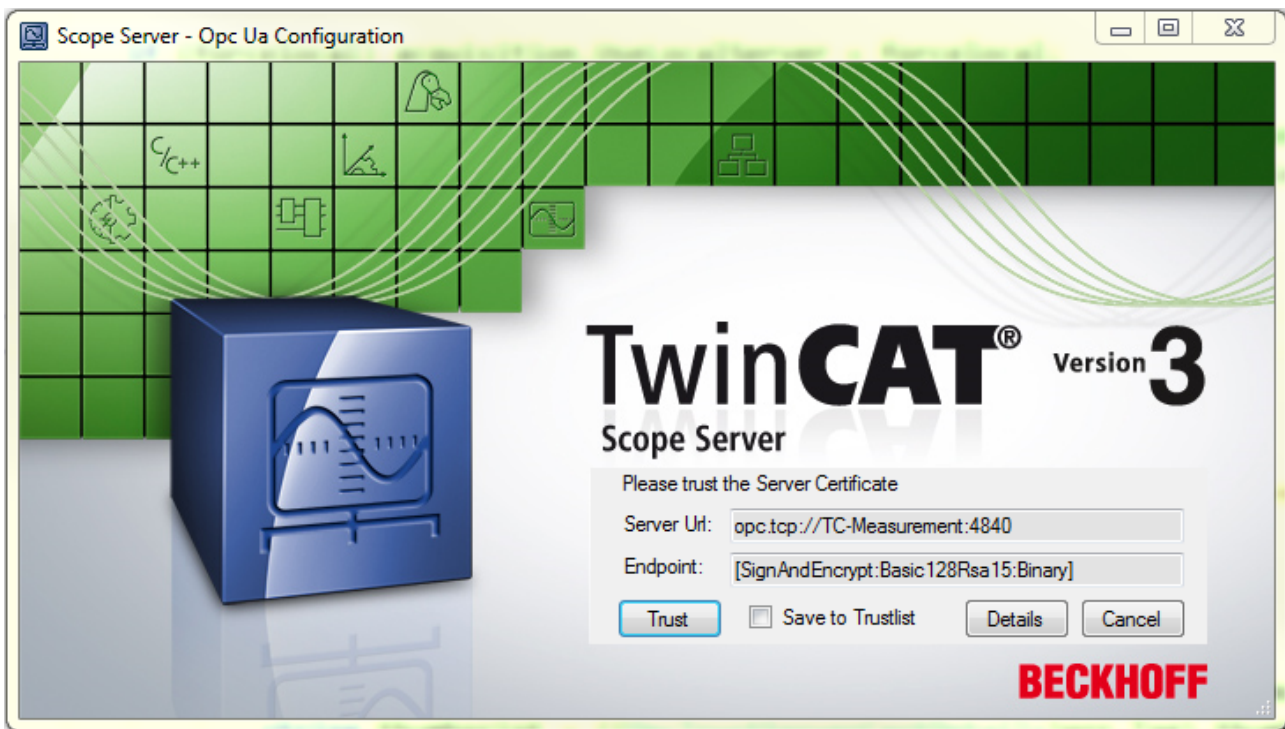 Scope Server - Opc Ua Configuration
C/C++
TwinCAT® Version 3
Scope Server
Please trust the Server Certificate
Server Url: opc.tcp://TC-Measurement:4840
Endpoint: [SignAndEncrypt:Basic128Rsa15:Binary]
Trust Save to Trustlist Details Cancel
BECKHOFF